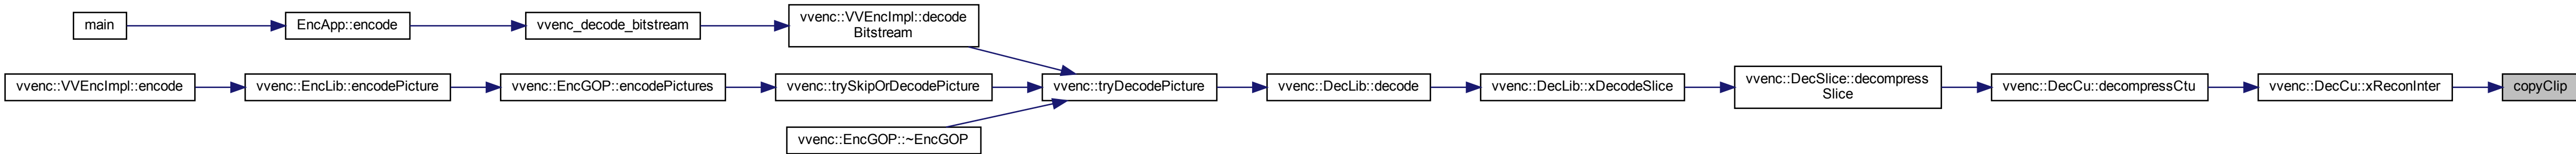 main
EncApp::encode
vvenc_decode_bitstream
vvenc::VVEncImpl::decode
Bitstream
vvenc::VVEncImpl::encode
vvenc::EncLib::encodePicture
vvenc::EncGOP::encodePictures
vvenc::trySkipOrDecodePicture
vvenc::tryDecodePicture
vvenc::DecLib::decode
vvenc::DecLib::xDecodeSlice
vvenc::DecSlice::decompress
Slice
vvenc::DecCu::decompressCtu
vvenc::DecCu::xReconInter
copyClip
vvenc::EncGOP::~EncGOP